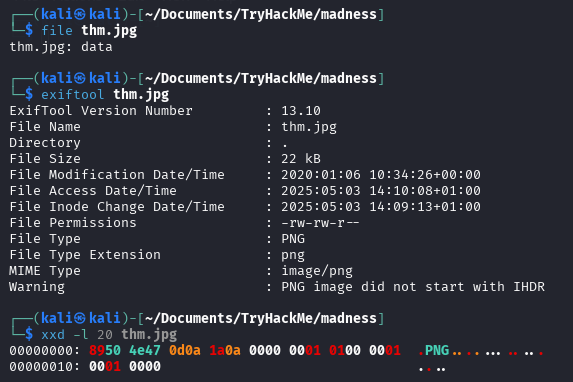 ┌──(kali㉿kali)-[~/Documents/TryHackMe/madness]
└─$ file thm.jpg
thm.jpg: data
┌──(kali㉿kali)-[~/Documents/TryHackMe/madness]
└─$ exiftool thm.jpg
ExifTool Version Number         : 13.10
File Name                       : thm.jpg
Directory                       : .
File Size                       : 22 kB
File Modification Date/Time     : 2020:01:06 10:34:26+00:00
File Access Date/Time           : 2025:05:03 14:10:08+01:00
File Inode Change Date/Time     : 2025:05:03 14:09:13+01:00
File Permissions                : -rw-rw-r--
File Type                       : PNG
File Type Extension             : png
MIME Type                       : image/png
Warning                         : PNG image did not start with IHDR
┌──(kali㉿kali)-[~/Documents/TryHackMe/madness]
└─$ xxd -l 20 thm.jpg
00000000: 8950 4e47 0d0a 1a0a 0000 0001 0100 0001  .PNG............
00000010: 0001 0000                                ....